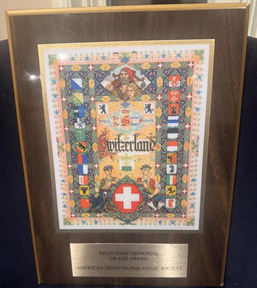 Switzerland
FELIX GANZ MEMORIAL
GRAND AWARD
AMERICAN HELVETIA PHILATELIC SOCIETY